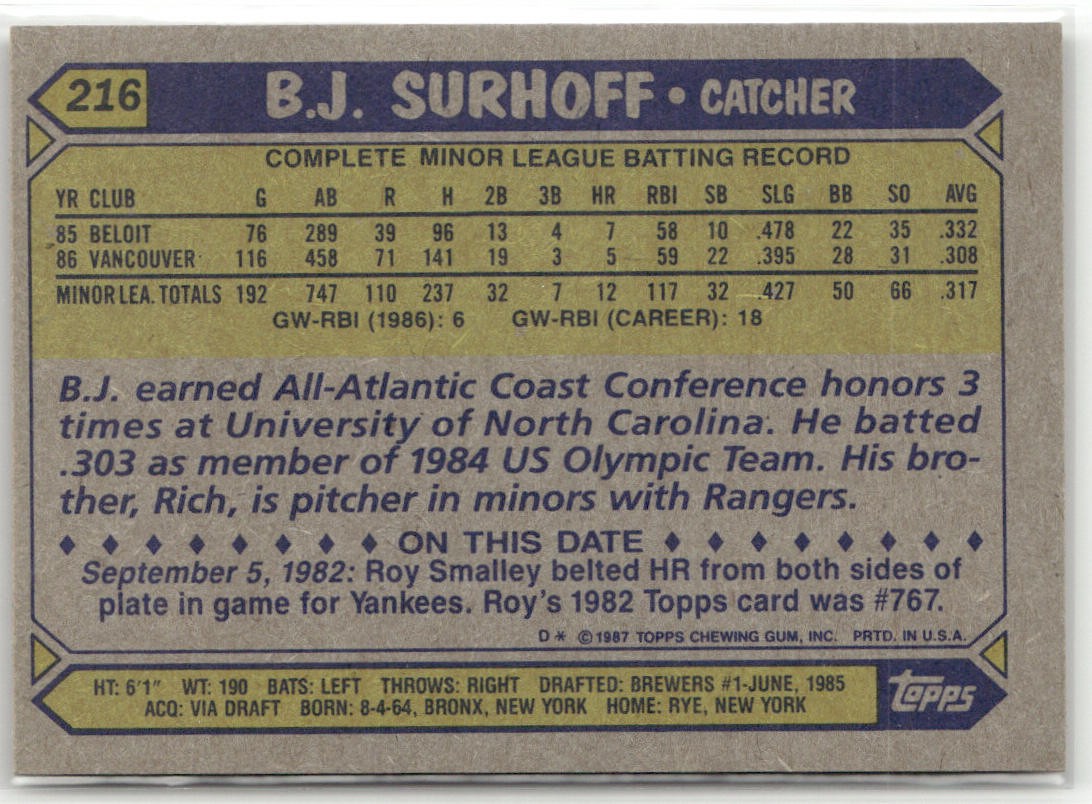 216 B.J. SURHOFF • CATCHER
COMPLETE MINOR LEAGUE BATTING RECORD
YR CLUB G AB R H 2B 3B HR RBI SB SLG BB SO AVG
85 BELOIT 76 289 39 96 13 4 7 58 10 .478 22 35 .332
86 VANCOUVER 116 458 71 141 19 3 5 59 22 .395 28 31 .308
MINOR LEA. TOTALS 192 747 110 237 32 7 12 117 32 .427 50 66 .317
GW-RBI (1986): 6 GW-RBI (CAREER): 18
B.J. earned All-Atlantic Coast Conference honors 3
times at University of North Carolina. He batted
.303 as member of 1984 US Olympic Team. His bro-
ther, Rich, is pitcher in minors with Rangers.
♦ ♦ ♦ ♦ ♦ ♦ ♦ ♦ ON THIS DATE ♦ ♦ ♦ ♦ ♦ ♦ ♦ ♦
September 5, 1982: Roy Smalley belted HR from both sides of
plate in game for Yankees. Roy's 1982 Topps card was #767.
D* ©1987 TOPPS CHEWING GUM, INC. PRTD. IN U.S.A.
HT: 6'1" WT: 190 BATS: LEFT THROWS: RIGHT DRAFTED: BREWERS #1-JUNE, 1985
ACQ: VIA DRAFT BORN: 8-4-64, BRONX, NEW YORK HOME: RYE, NEW YORK
topps